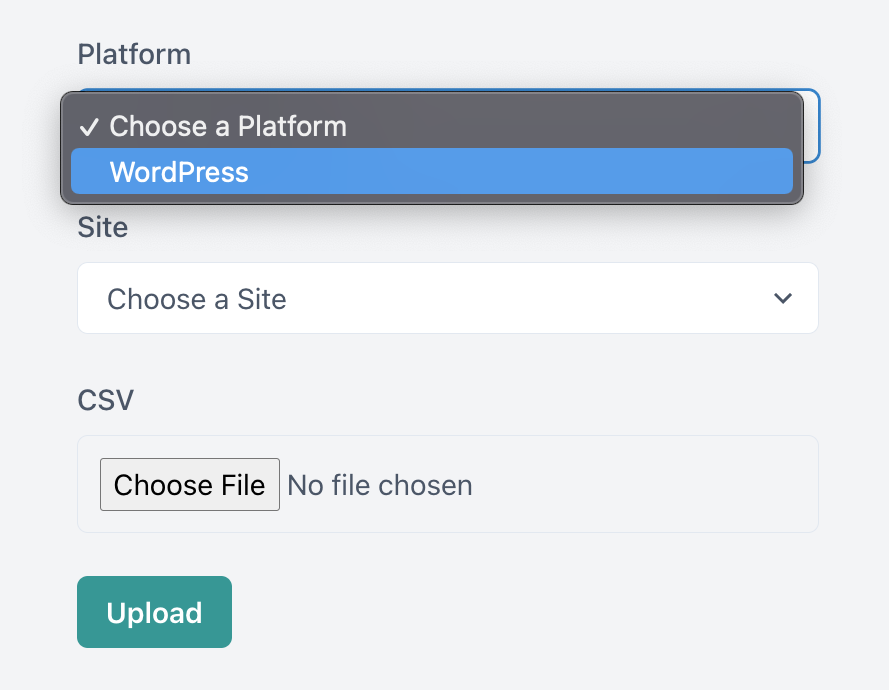 Platform
✓ Choose a Platform
WordPress
Site
Choose a Site
CSV
Choose File No file chosen
Upload